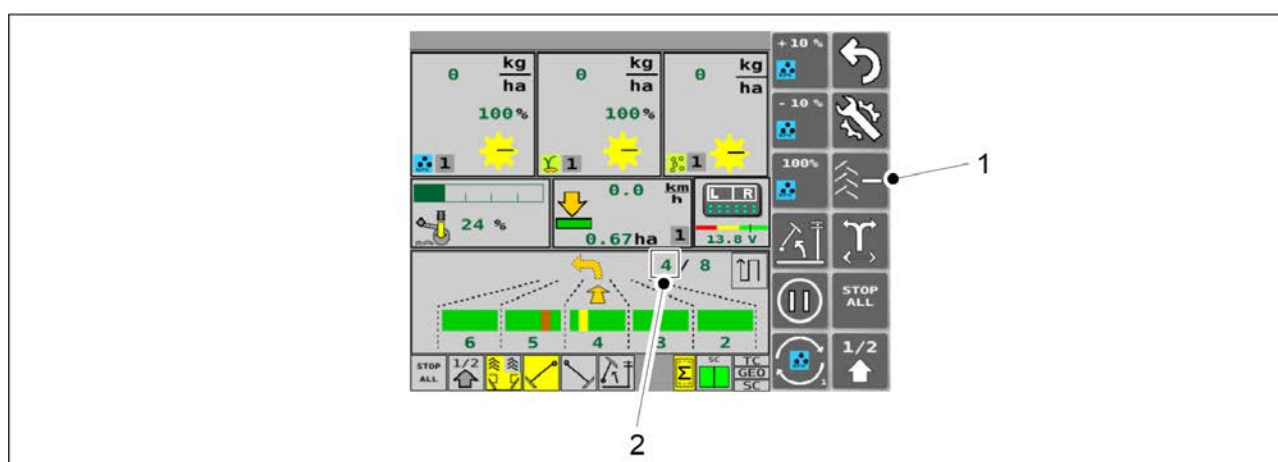 0 kg/ha 0 kg/ha 0 kg/ha
100% 100%
1 1 1
24 %
0.0 km/h
0.67ha 1
L R
13.8 V
4 / 8
6 5 4 3 2
STOP ALL 1/2 Σ SC TC
GEO
SC
+10 %
- 10 %
100%
STOP
ALL
1/2
1
1
2